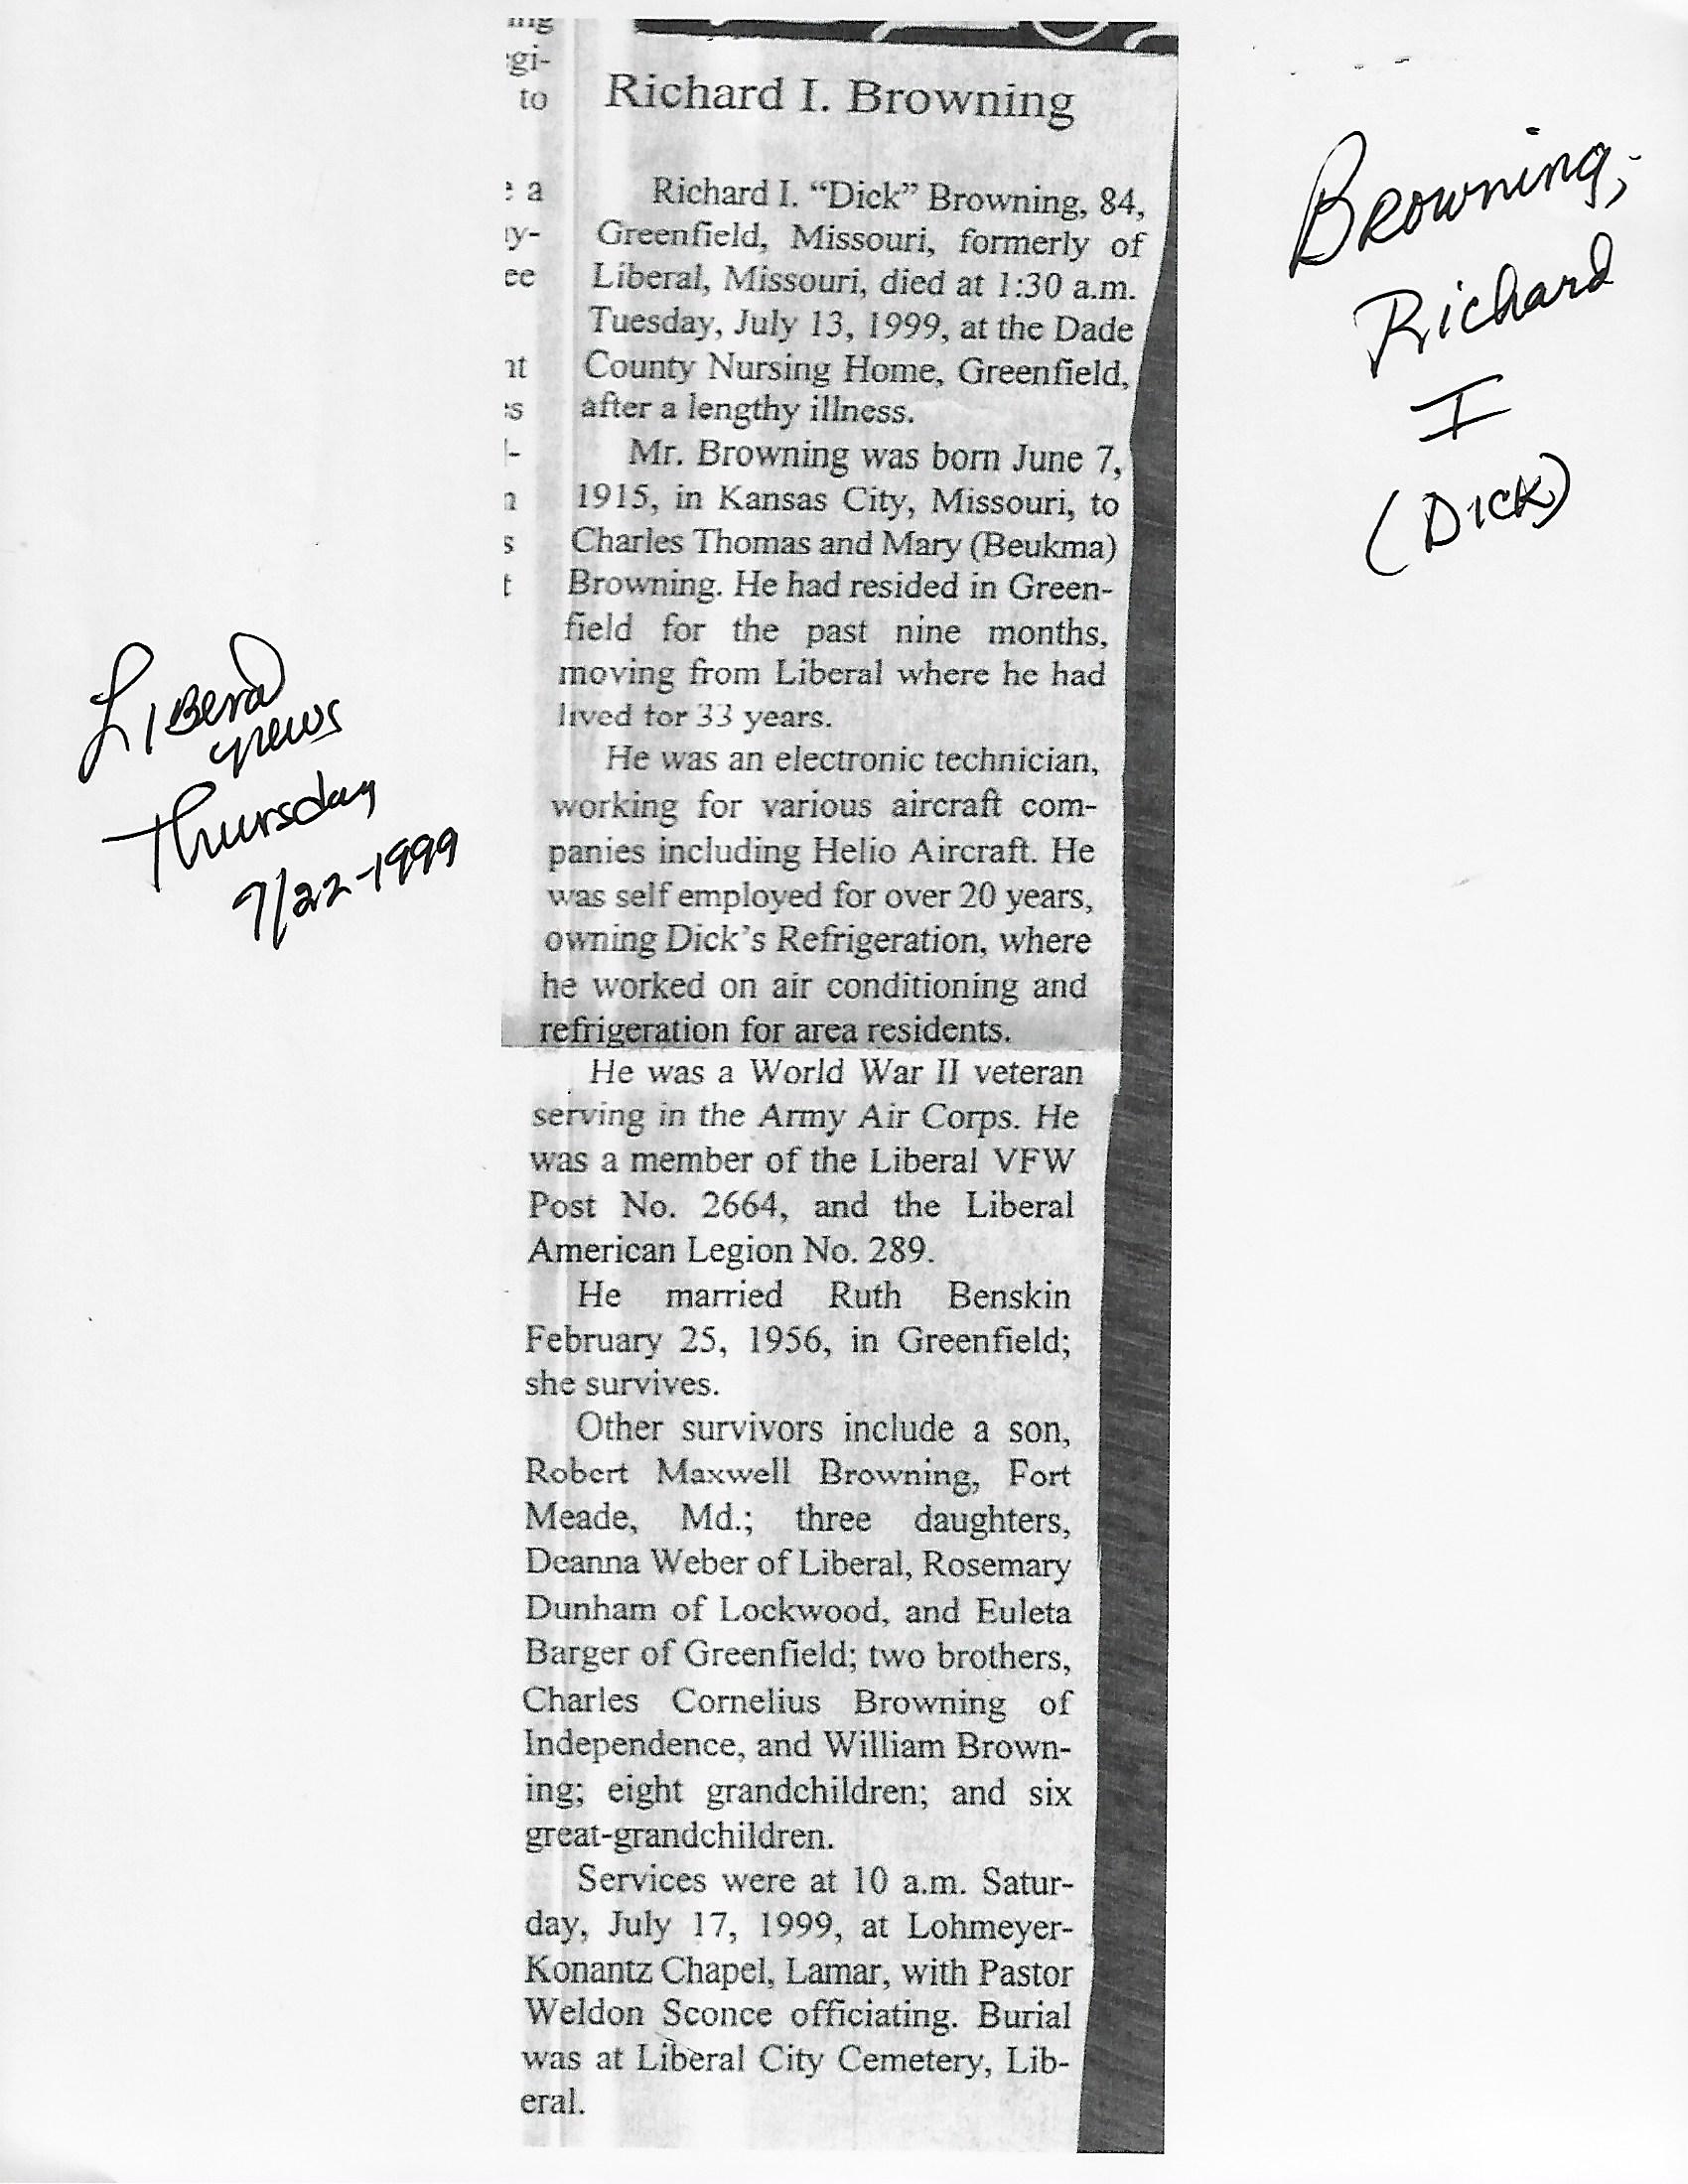 Richard I. Browning
Richard I. “Dick” Browning, 84,
Greenfield, Missouri, formerly of
Liberal, Missouri, died at 1:30 a.m.
Tuesday, July 13, 1999, at the Dade
County Nursing Home, Greenfield,
after a lengthy illness.
Mr. Browning was born June 7,
1915, in Kansas City, Missouri, to
Charles Thomas and Mary (Beukma)
Browning. He had resided in Green-
field for the past nine months,
moving from Liberal where he had
lived for 33 years.
He was an electronic technician,
working for various aircraft com-
panies including Helio Aircraft. He
was self employed for over 20 years,
owning Dick’s Refrigeration, where
he worked on air conditioning and
refrigeration for area residents.
He was a World War II veteran
serving in the Army Air Corps. He
was a member of the Liberal VFW
Post No. 2664, and the Liberal
American Legion No. 289.
He married Ruth Benskin
February 25, 1956, in Greenfield;
she survives.
Other survivors include a son,
Robert Maxwell Browning, Fort
Meade, Md.; three daughters,
Deanna Weber of Liberal, Rosemary
Dunham of Lockwood, and Euleta
Barger of Greenfield; two brothers,
Charles Cornelius Browning of
Independence, and William Brown-
ing; eight grandchildren; and six
great-grandchildren.
Services were at 10 a.m. Satur-
day, July 17, 1999, at Lohmeyer-
Konantz Chapel, Lamar, with Pastor
Weldon Sconce officiating. Burial
was at Liberal City Cemetery, Lib-
eral.
Browning,
Richard
I
(Dick)
Liberal
news
Thursday
7/22-1999